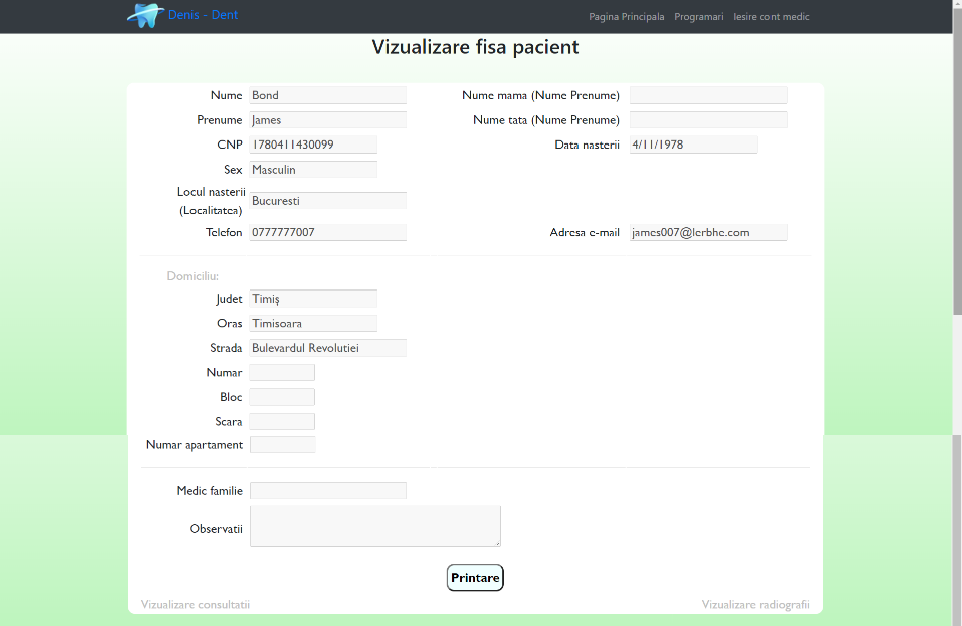 Denis - Dent
Pagina Principala Programari Iesire cont medic
Vizualizare fisa pacient
Nume Bond Nume mama (Nume Prenume)
Prenume James Nume tata (Nume Prenume)
CNP 1780411430099 Data nasterii 4/11/1978
Sex Masculin
Locul nasterii
(Localitatea) Bucuresti
Telefon 0777777007 Adresa e-mail james007@lerbhe.com
Domiciliu:
Judet Timiș
Oras Timisoara
Strada Bulevardul Revolutiei
Numar
Bloc
Scara
Numar apartament
Medic familie
Observatii
Printare
Vizualizare consultatii Vizualizare radiografii